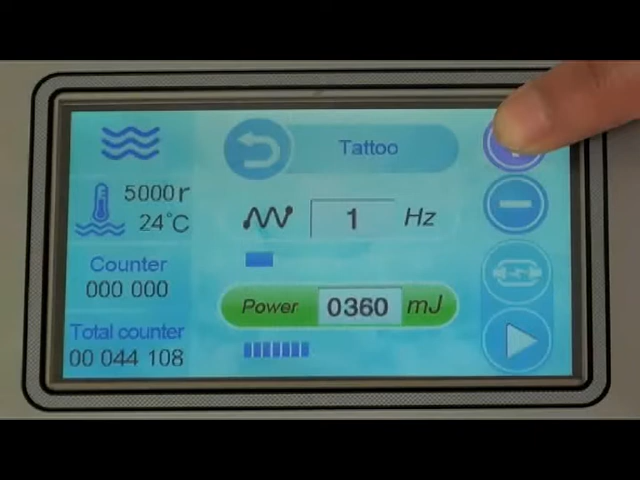 Tattoo
5000r
24°C
1 Hz
Counter
000 000
Power 0360 mJ
Total counter
00 044 108